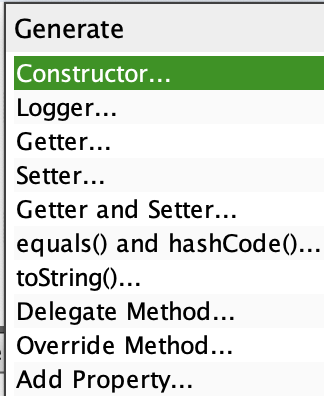 Generate
Constructor...
Logger...
Getter...
Setter...
Getter and Setter...
equals() and hashCode()...
toString()...
Delegate Method...
Override Method...
Add Property...